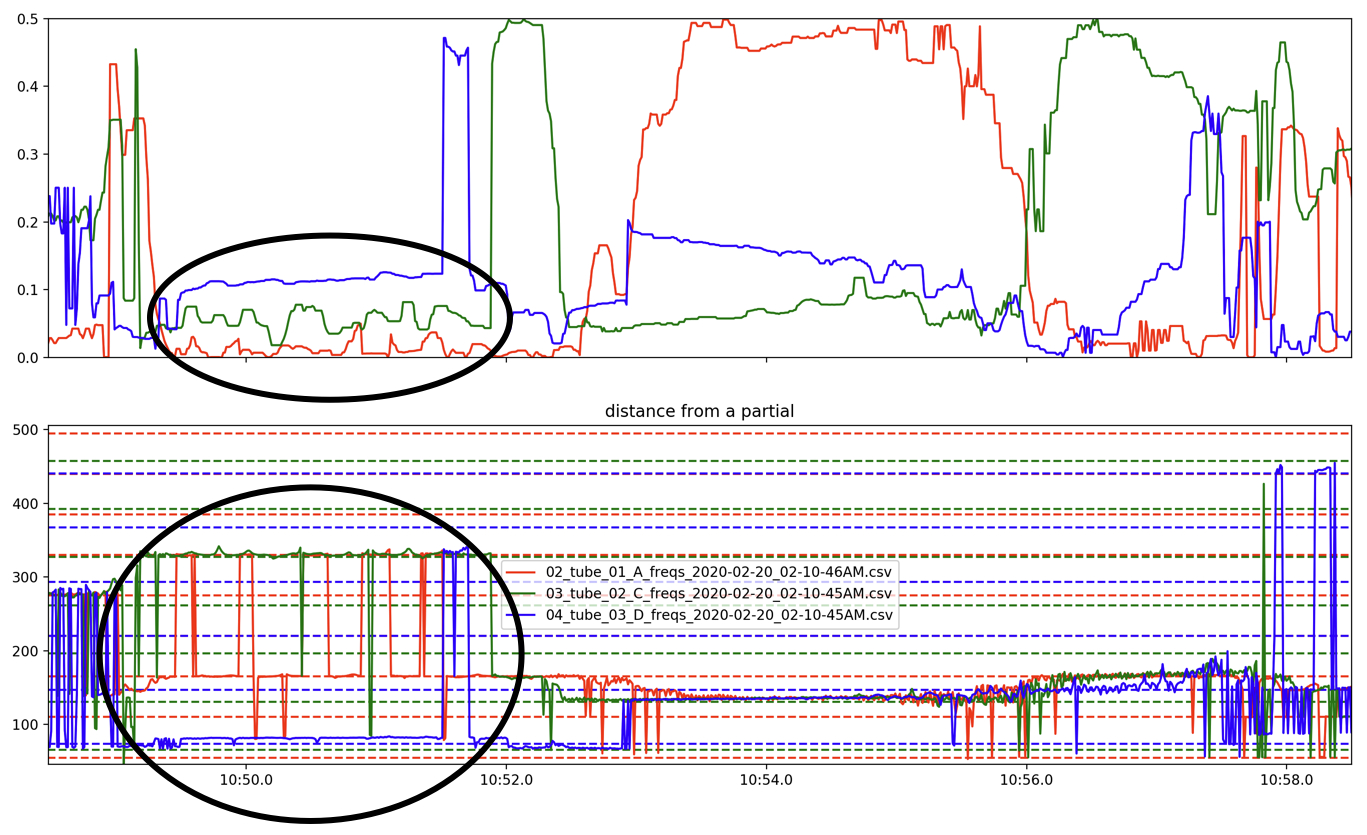 0.5
0.4
0.3
0.2
0.1
0.0
distance from a partial
500
400
300
200
100
02_tube_01_A_freqs_2020-02-20_02-10-46AM.csv
03_tube_02_C_freqs_2020-02-20_02-10-45AM.csv
04_tube_03_D_freqs_2020-02-20_02-10-45AM.csv
10:50.0 10:52.0 10:54.0 10:56.0 10:58.0